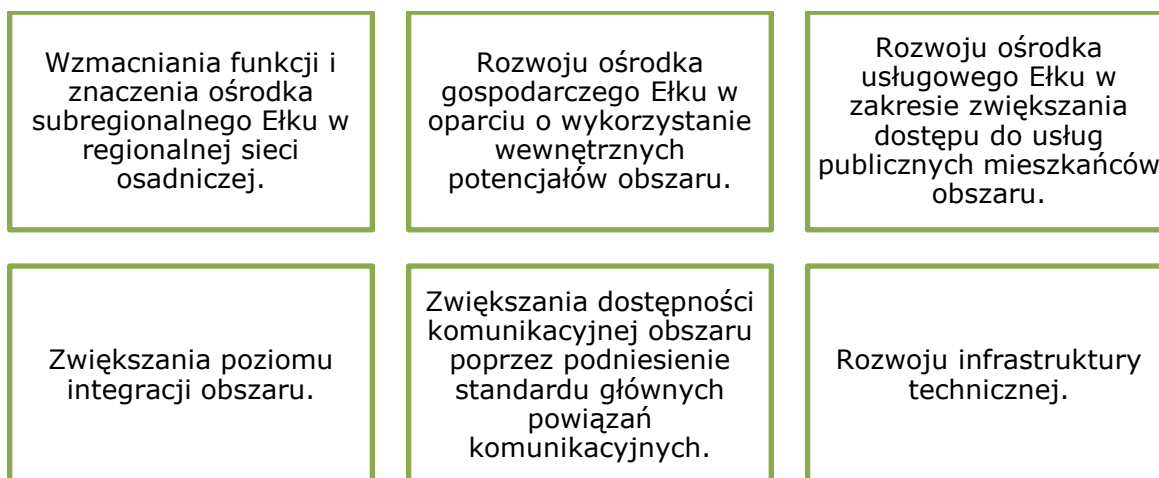 Wzmacniania funkcji i
znaczenia ośrodka
subregionalnego Ełku w
regionalnej sieci
osadniczej.
Rozwoju ośrodka
gospodarczego Ełku w
oparciu o wykorzystanie
wewnętrznych
potencjałów obszaru.
Rozwoju ośrodka
usługowego Ełku w
zakresie zwiększania
dostępu do usług
publicznych mieszkańców
obszaru.
Zwiększania poziomu
integracji obszaru.
Zwiększania dostępności
komunikacyjnej obszaru
poprzez podniesienie
standardu głównych
powiązań
komunikacyjnych.
Rozwoju infrastruktury
technicznej.